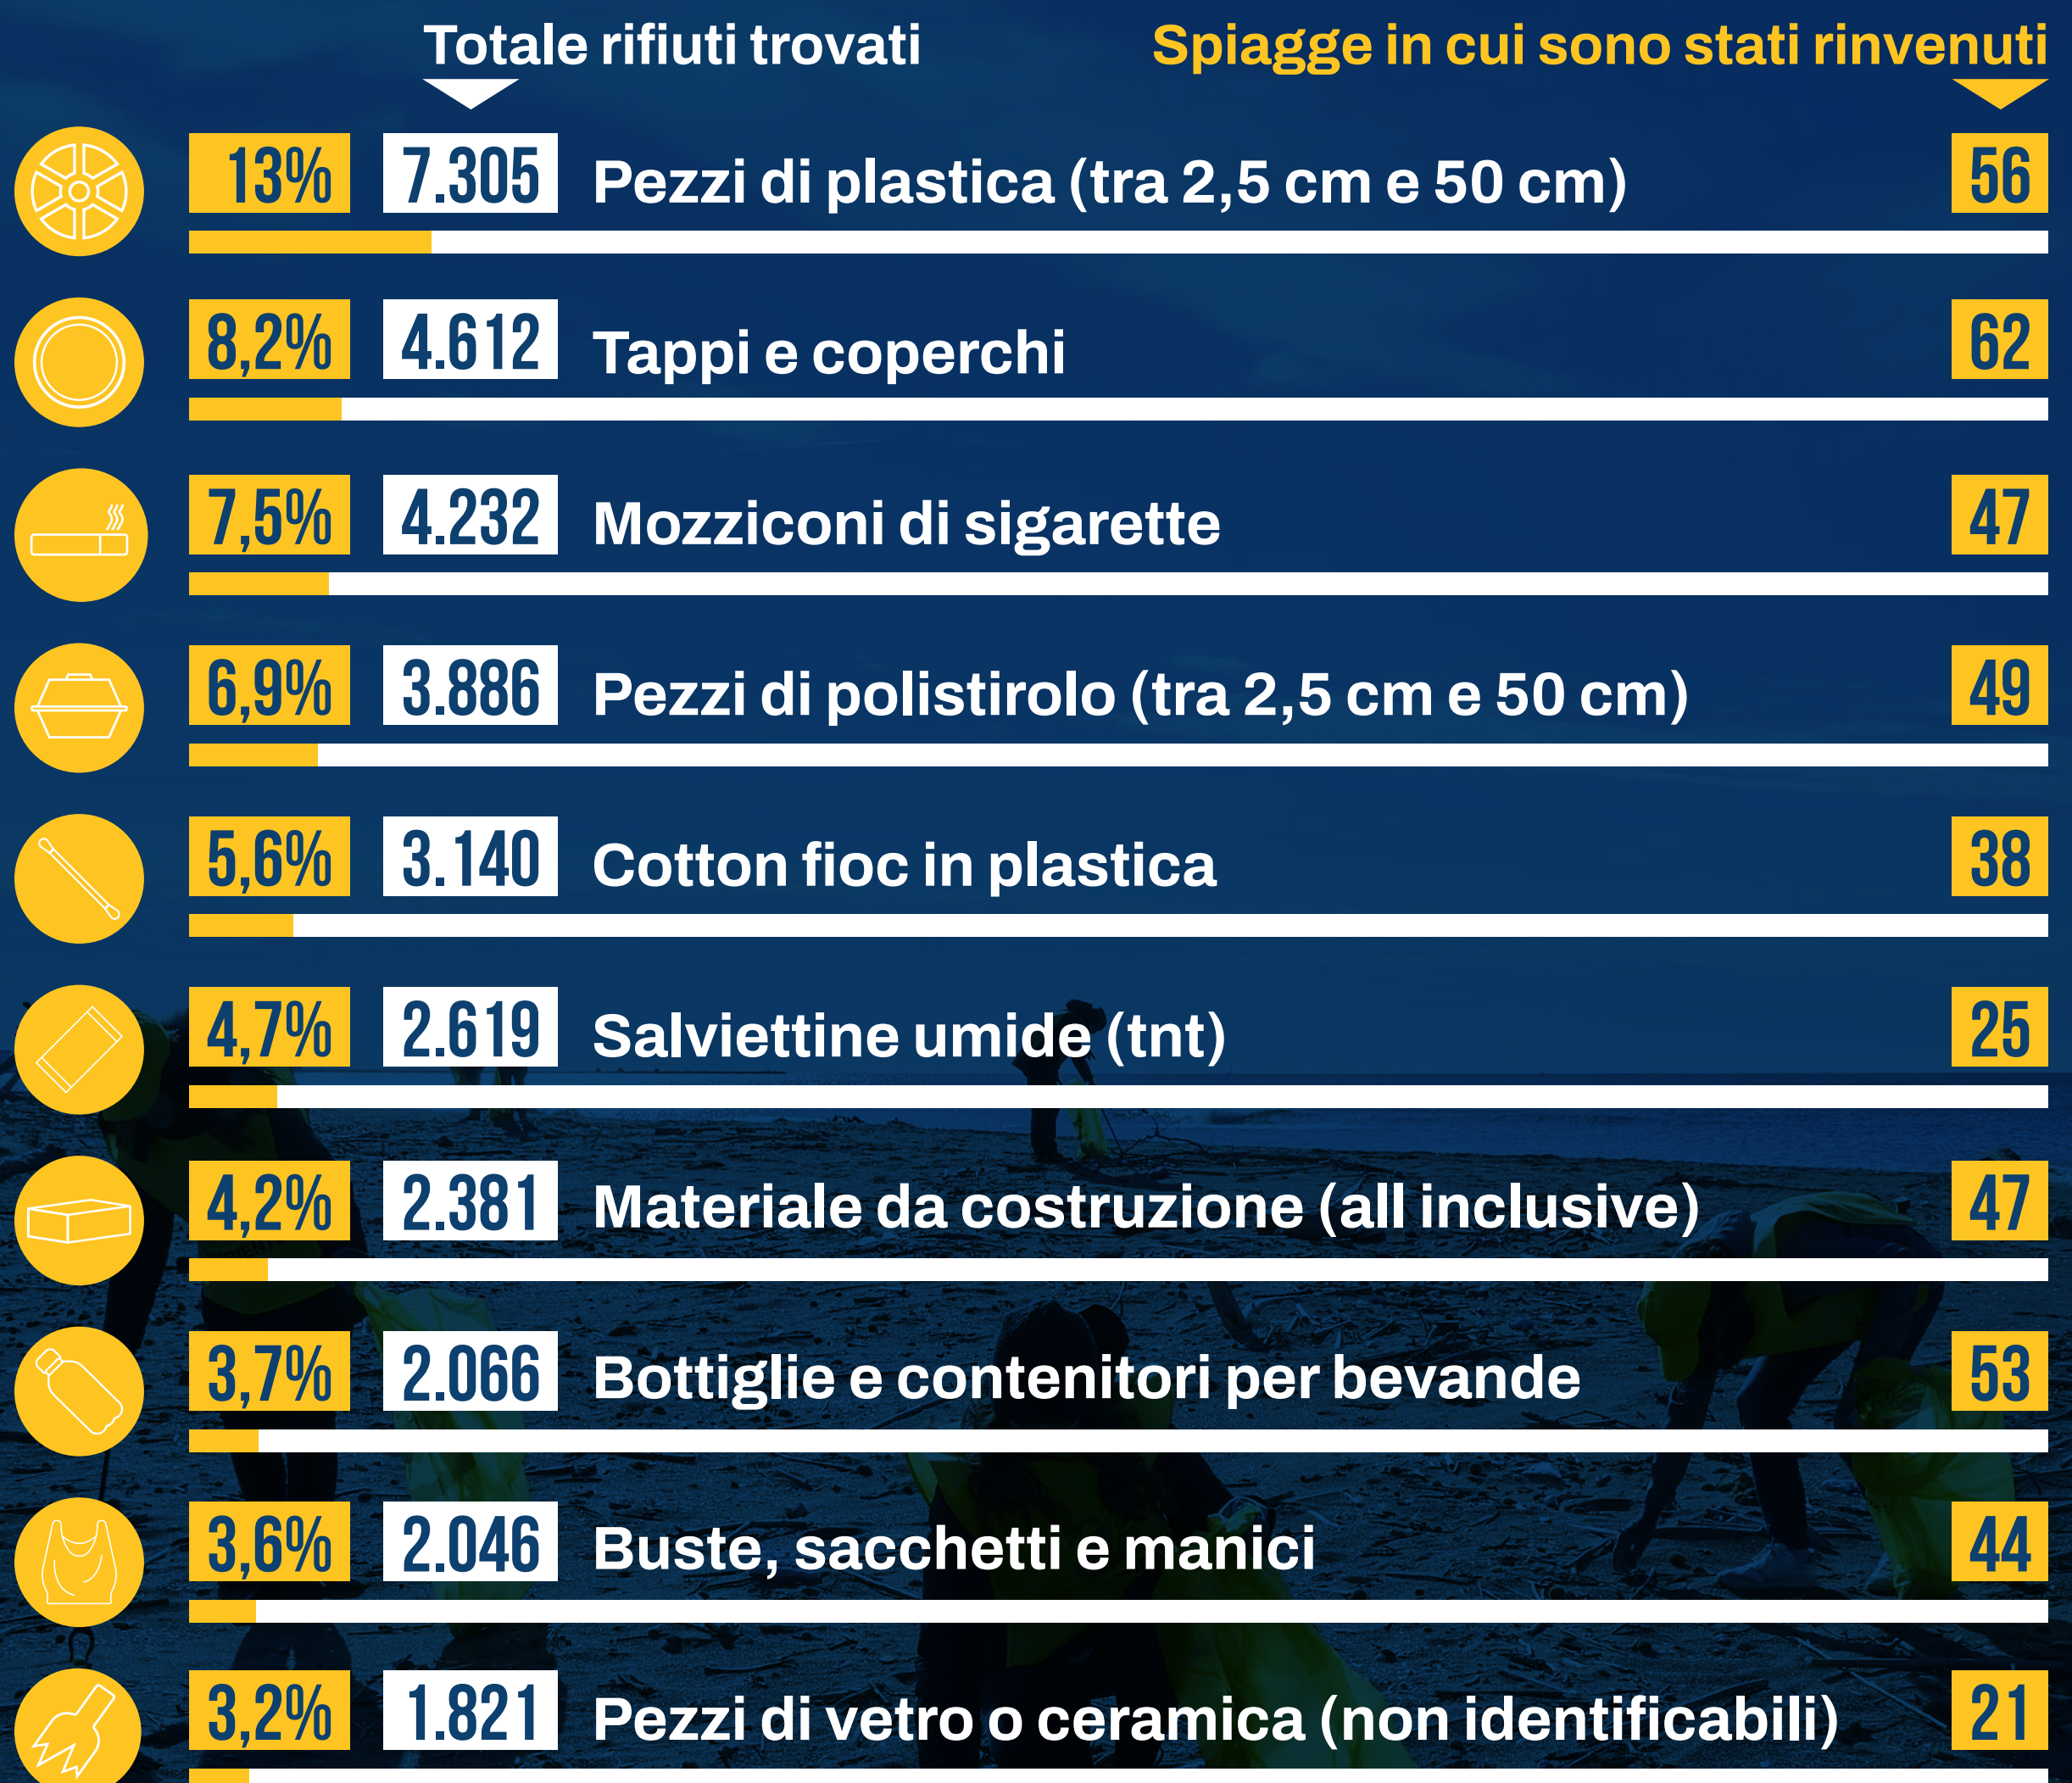 Totale rifiuti trovati
Spiagge in cui sono stati rinvenuti
13% 7.305 Pezzi di plastica (tra 2,5 cm e 50 cm) 56
8,2% 4.612 Tappi e coperchi 62
7,5% 4.232 Mozziconi di sigarette 47
6,9% 3.886 Pezzi di polistirolo (tra 2,5 cm e 50 cm) 49
5,6% 3.140 Cotton fioc in plastica 38
4,7% 2.619 Salviettine umide (tnt) 25
4,2% 2.381 Materiale da costruzione (all inclusive) 47
3,7% 2.066 Bottiglie e contenitori per bevande 53
3,6% 2.046 Buste, sacchetti e manici 44
3,2% 1.821 Pezzi di vetro o ceramica (non identificabili) 21